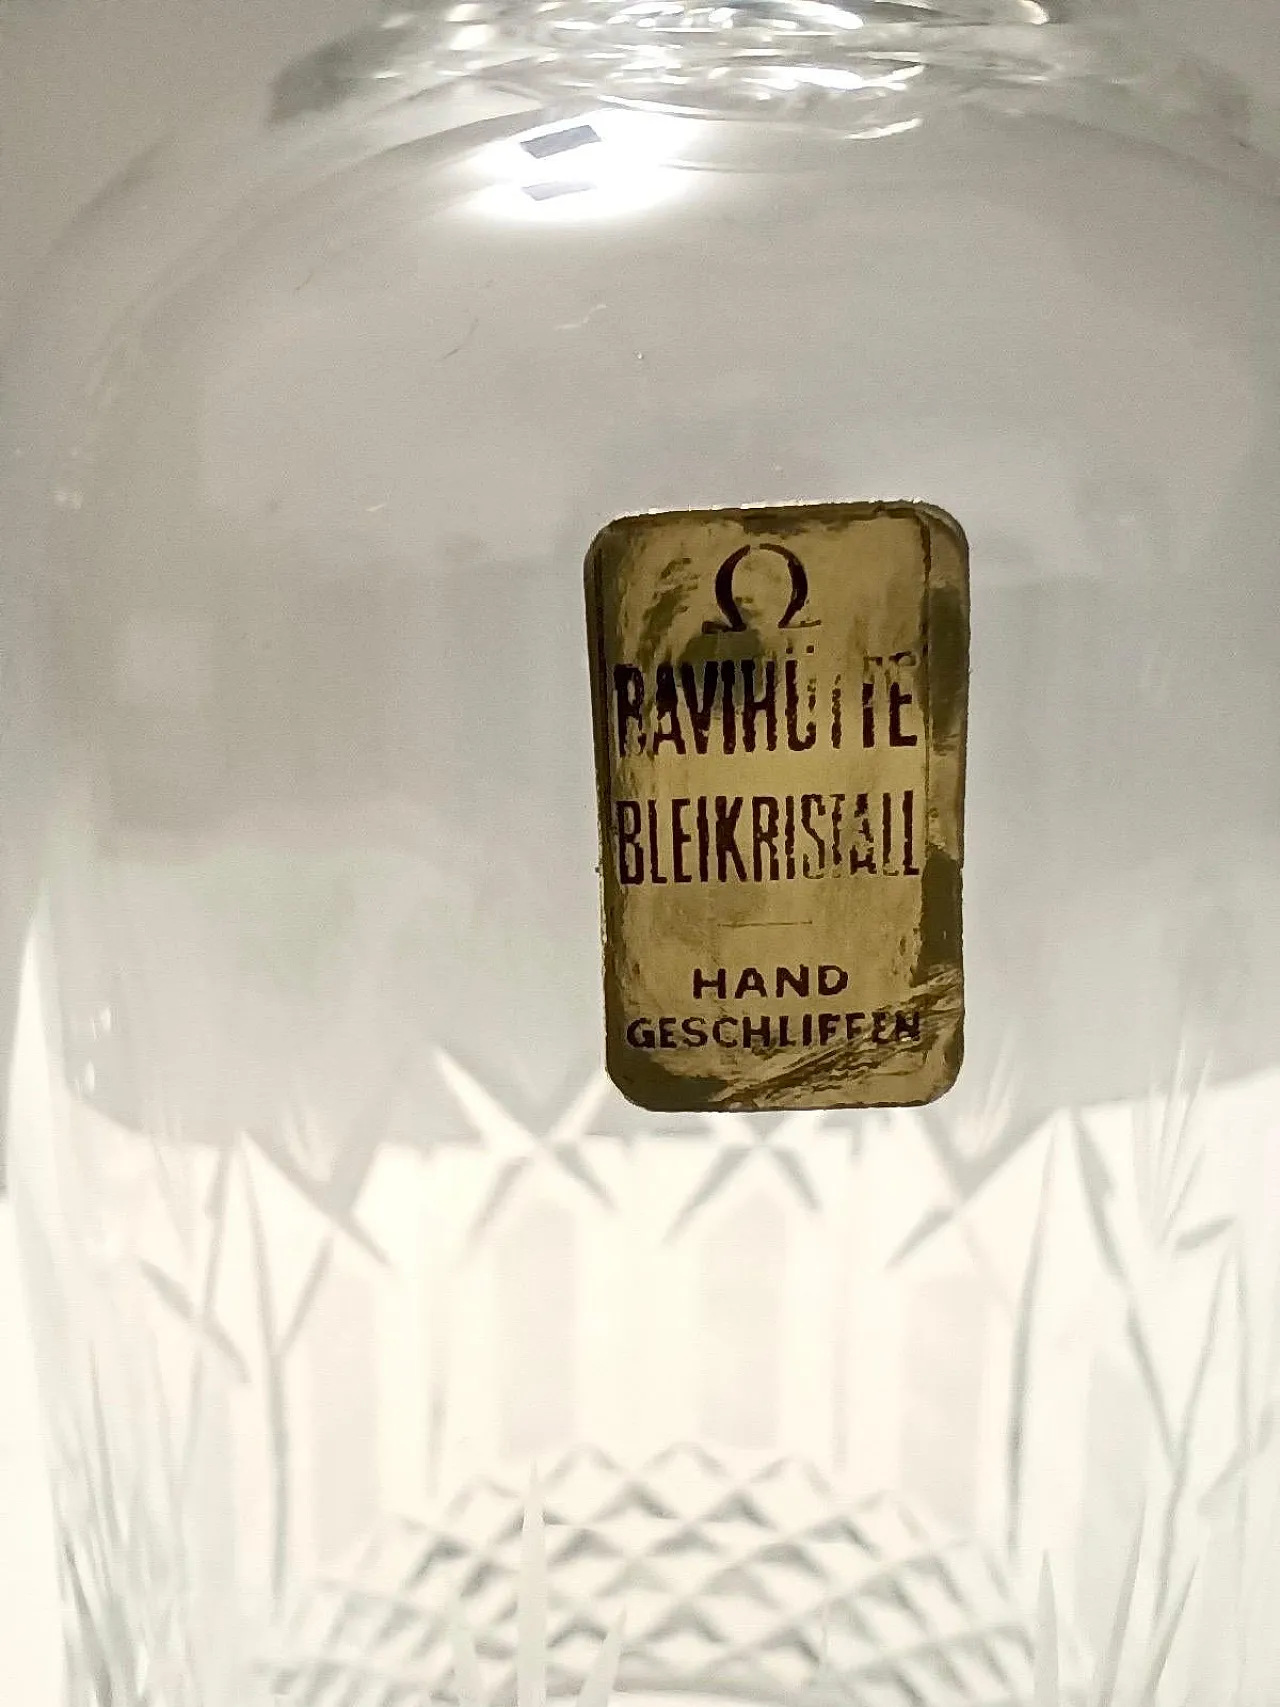 Ω
RAVIHÜTTE
BLEIKRISTALL
HAND
GESCHLIFFEN